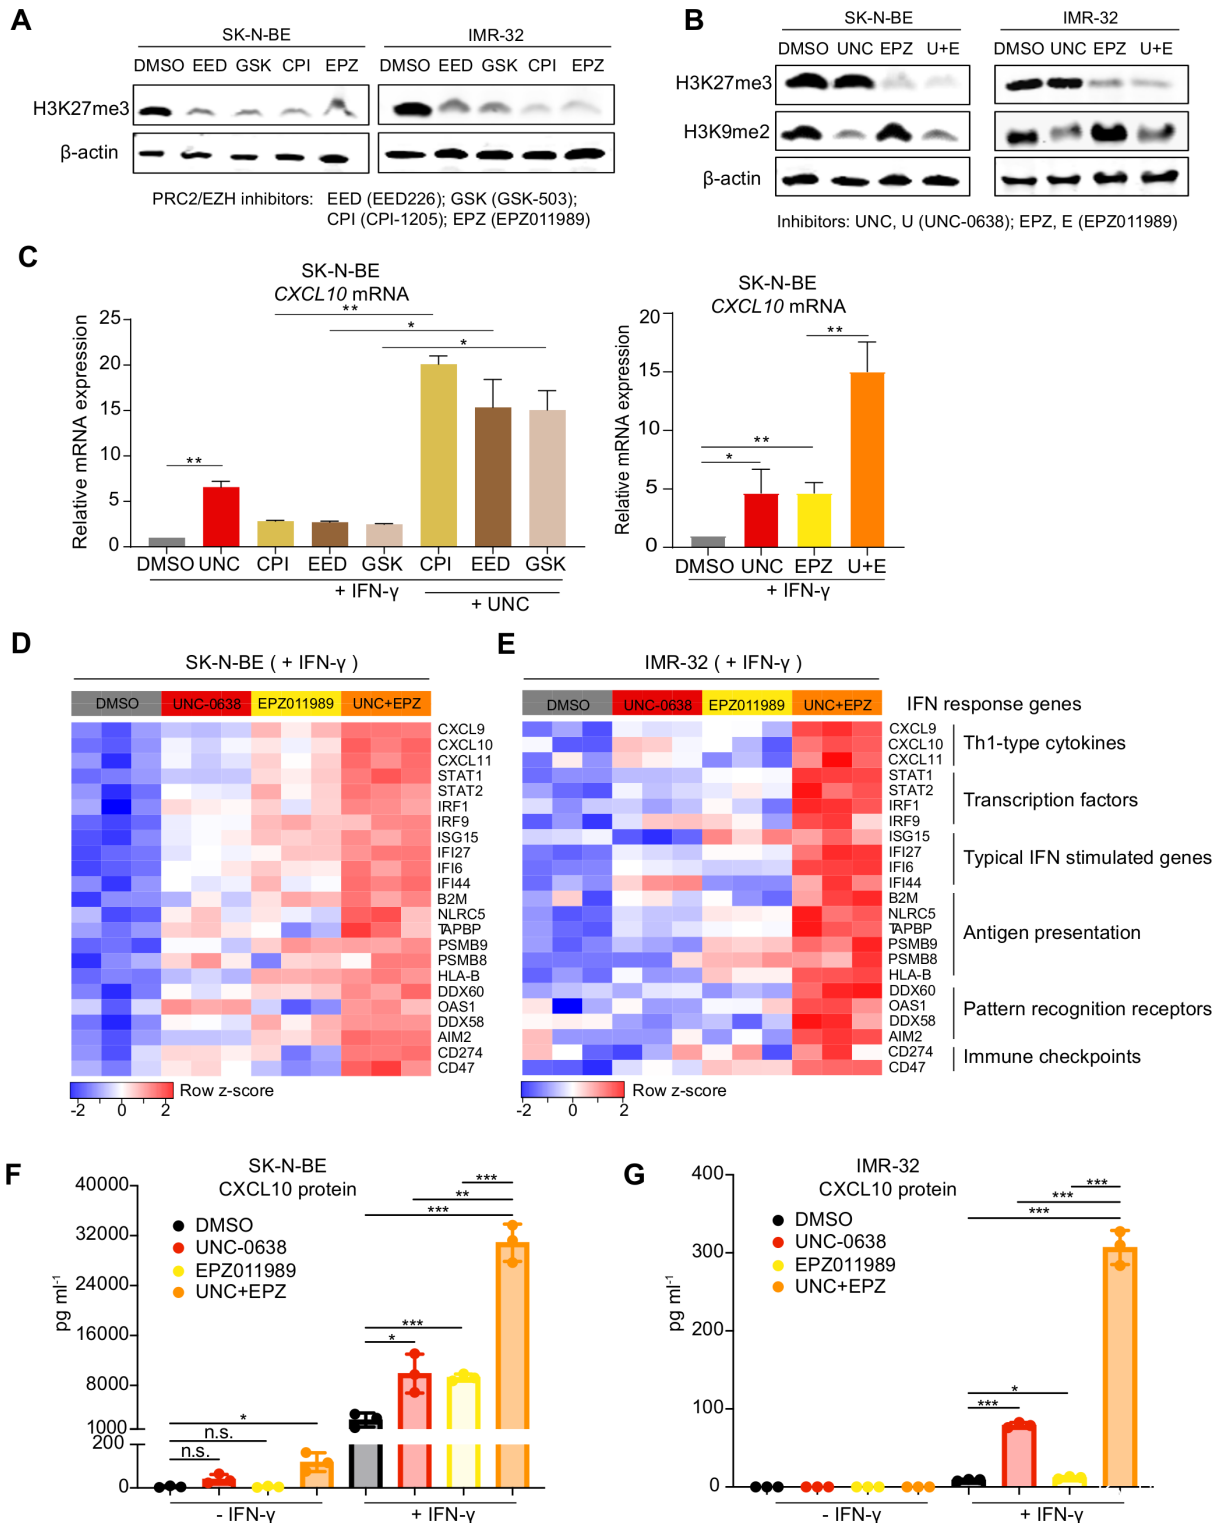 A
SK-N-BE
IMR-32
DMSO EED GSK CPI EPZ
DMSO EED GSK CPI EPZ
H3K27me3
β-actin
PRC2/EZH inhibitors: EED (EED226); GSK (GSK-503);
CPI (CPI-1205); EPZ (EPZ011989)
B
SK-N-BE
IMR-32
DMSO UNC EPZ U+E
DMSO UNC EPZ U+E
H3K27me3
H3K9me2
β-actin
Inhibitors: UNC, U (UNC-0638); EPZ, E (EPZ011989)
C
SK-N-BE
CXCL10 mRNA
Relative mRNA expression
25
20
15
10
5
0
**
**
*
*
DMSO UNC CPI EED GSK CPI EED GSK
+ IFN-γ
+ UNC
SK-N-BE
CXCL10 mRNA
Relative mRNA expression
20
15
10
5
0
**
**
*
DMSO UNC EPZ U+E
+ IFN-γ
D
SK-N-BE ( + IFN-γ )
DMSO UNC-0638 EPZ011989 UNC+EPZ
CXCL9
CXCL10
CXCL11
STAT1
STAT2
IRF1
IRF9
ISG15
IFI27
IFI6
IFI44
B2M
NLRC5
TAPBP
PSMB9
PSMB8
HLA-B
DDX60
OAS1
DDX58
AIM2
CD274
CD47
Row z-score
-2 0 2
E
IMR-32 ( + IFN-γ )
DMSO UNC-0638 EPZ011989 UNC+EPZ
IFN response genes
CXCL9
CXCL10
CXCL11
STAT1
STAT2
IRF1
IRF9
ISG15
IFI27
IFI6
IFI44
B2M
NLRC5
TAPBP
PSMB9
PSMB8
HLA-B
DDX60
OAS1
DDX58
AIM2
CD274
CD47
Th1-type cytokines
Transcription factors
Typical IFN stimulated genes
Antigen presentation
Pattern recognition receptors
Immune checkpoints
Row z-score
-2 0 2
F
SK-N-BE
CXCL10 protein
pg ml-1
40000
32000
24000
16000
8000
1000
200
0
DMSO
UNC-0638
EPZ011989
UNC+EPZ
***
**
***
***
*
*
n.s.
n.s.
- IFN-γ
+ IFN-γ
G
IMR-32
CXCL10 protein
pg ml-1
400
300
200
100
0
DMSO
UNC-0638
EPZ011989
UNC+EPZ
***
***
***
*
***
- IFN-γ
+ IFN-γ